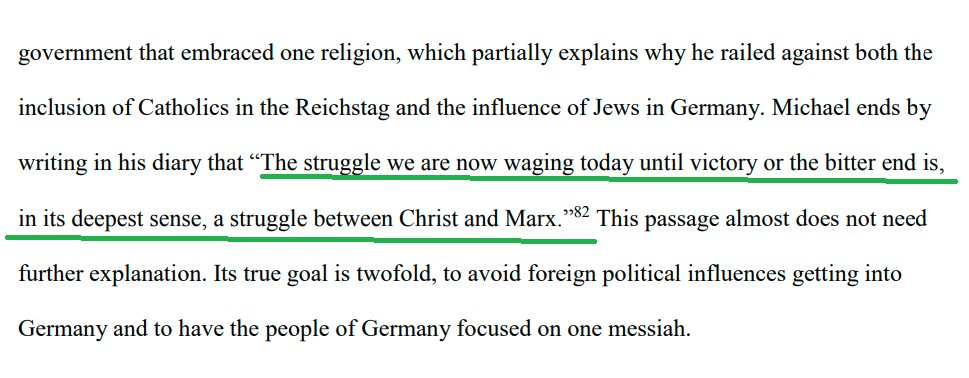 government that embraced one religion, which partially explains why he railed against both the
inclusion of Catholics in the Reichstag and the influence of Jews in Germany. Michael ends by
writing in his diary that “The struggle we are now waging today until victory or the bitter end is,
in its deepest sense, a struggle between Christ and Marx.”82 This passage almost does not need
further explanation. Its true goal is twofold, to avoid foreign political influences getting into
Germany and to have the people of Germany focused on one messiah.